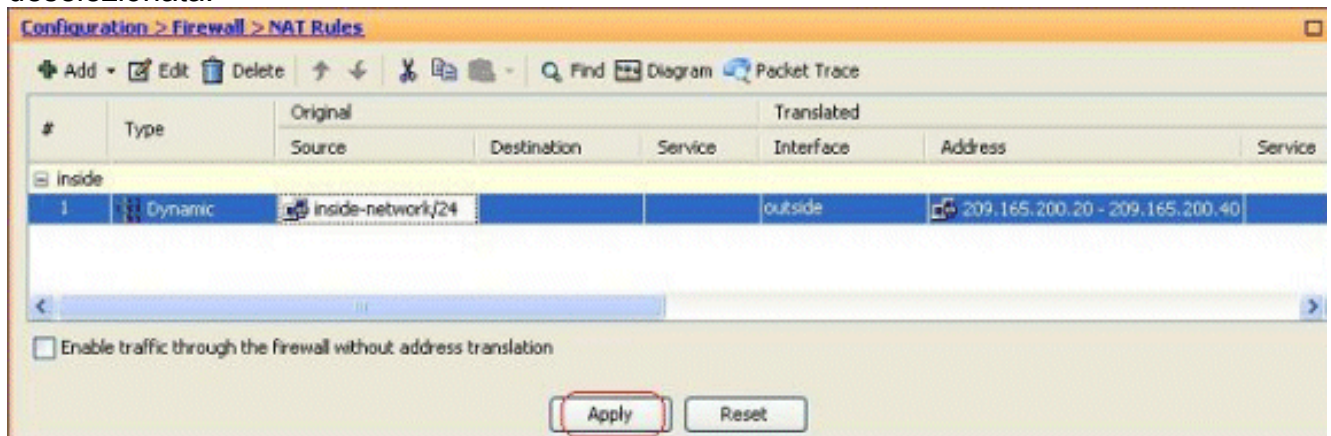 deselezionata.
Configuration > Firewall > NAT Rules
Add Edit Delete Find Diagram Packet Trace
# Type Original Translated
Source Destination Service Interface Address Service
inside
1 Dynamic inside-network/24 outside 209.165.200.20 - 209.165.200.40
Enable traffic through the firewall without address translation
Apply Reset